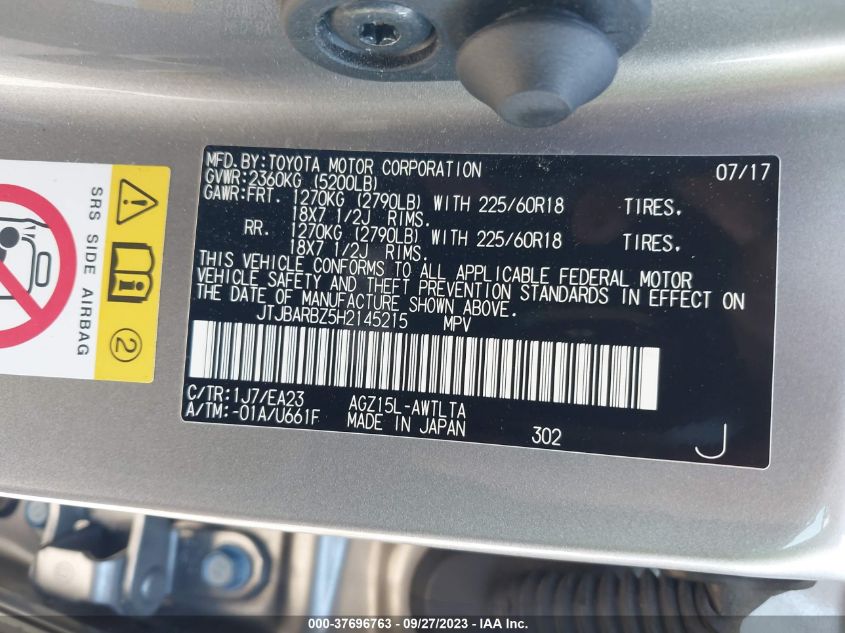 MFD.BY:TOYOTA MOTOR CORPORATION 07/17
GVWR:2360KG (5200LB)
GAWR:FRT. 1270KG (2790LB) WITH 225/60R18 TIRES.
18X7 1/2J RIMS.
RR. 1270KG (2790LB) WITH 225/60R18 TIRES.
18X7 1/2J RIMS.
THIS VEHICLE CONFORMS TO ALL APPLICABLE FEDERAL MOTOR
VEHICLE SAFETY AND THEFT PREVENTION STANDARDS IN EFFECT ON
THE DATE OF MANUFACTURE SHOWN ABOVE.
JTJBARBZ5H2145215 MPV
C/TR:1J7/EA23 AGZ15L-AWTLTA
A/TM:-01A/U661F MADE IN JAPAN 302
J
SRS SIDE AIRBAG
i
2
000-37696763 - 09/27/2023 - IAA Inc.